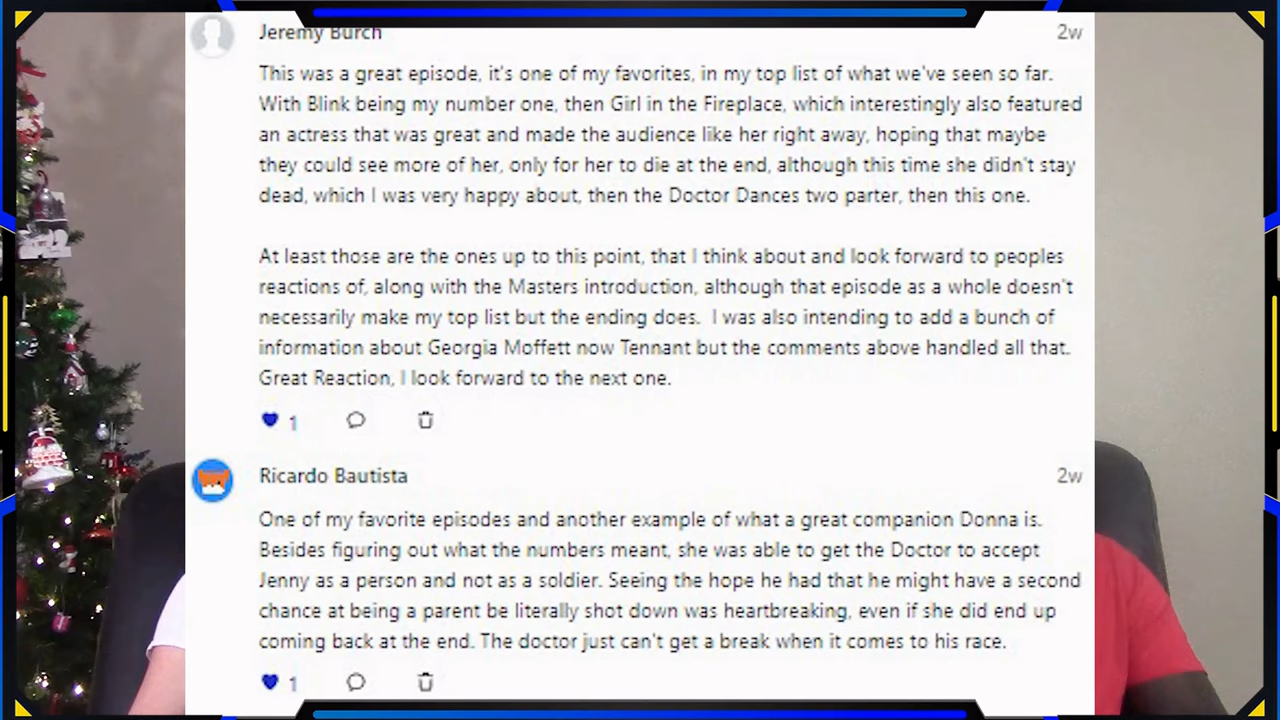 Jeremy Burch
2w
This was a great episode, it's one of my favorites, in my top list of what we've seen so far.
With Blink being my number one, then Girl in the Fireplace, which interestingly also featured
an actress that was great and made the audience like her right away, hoping that maybe
they could see more of her, only for her to die at the end, although this time she didn't stay
dead, which I was very happy about, then the Doctor Dances two parter, then this one.
At least those are the ones up to this point, that I think about and look forward to peoples
reactions of, along with the Masters introduction, although that episode as a whole doesn't
necessarily make my top list but the ending does. I was also intending to add a bunch of
information about Georgia Moffett now Tennant but the comments above handled all that.
Great Reaction, I look forward to the next one.
1
Ricardo Bautista
2w
One of my favorite episodes and another example of what a great companion Donna is.
Besides figuring out what the numbers meant, she was able to get the Doctor to accept
Jenny as a person and not as a soldier. Seeing the hope he had that he might have a second
chance at being a parent be literally shot down was heartbreaking, even if she did end up
coming back at the end. The doctor just can't get a break when it comes to his race.
1